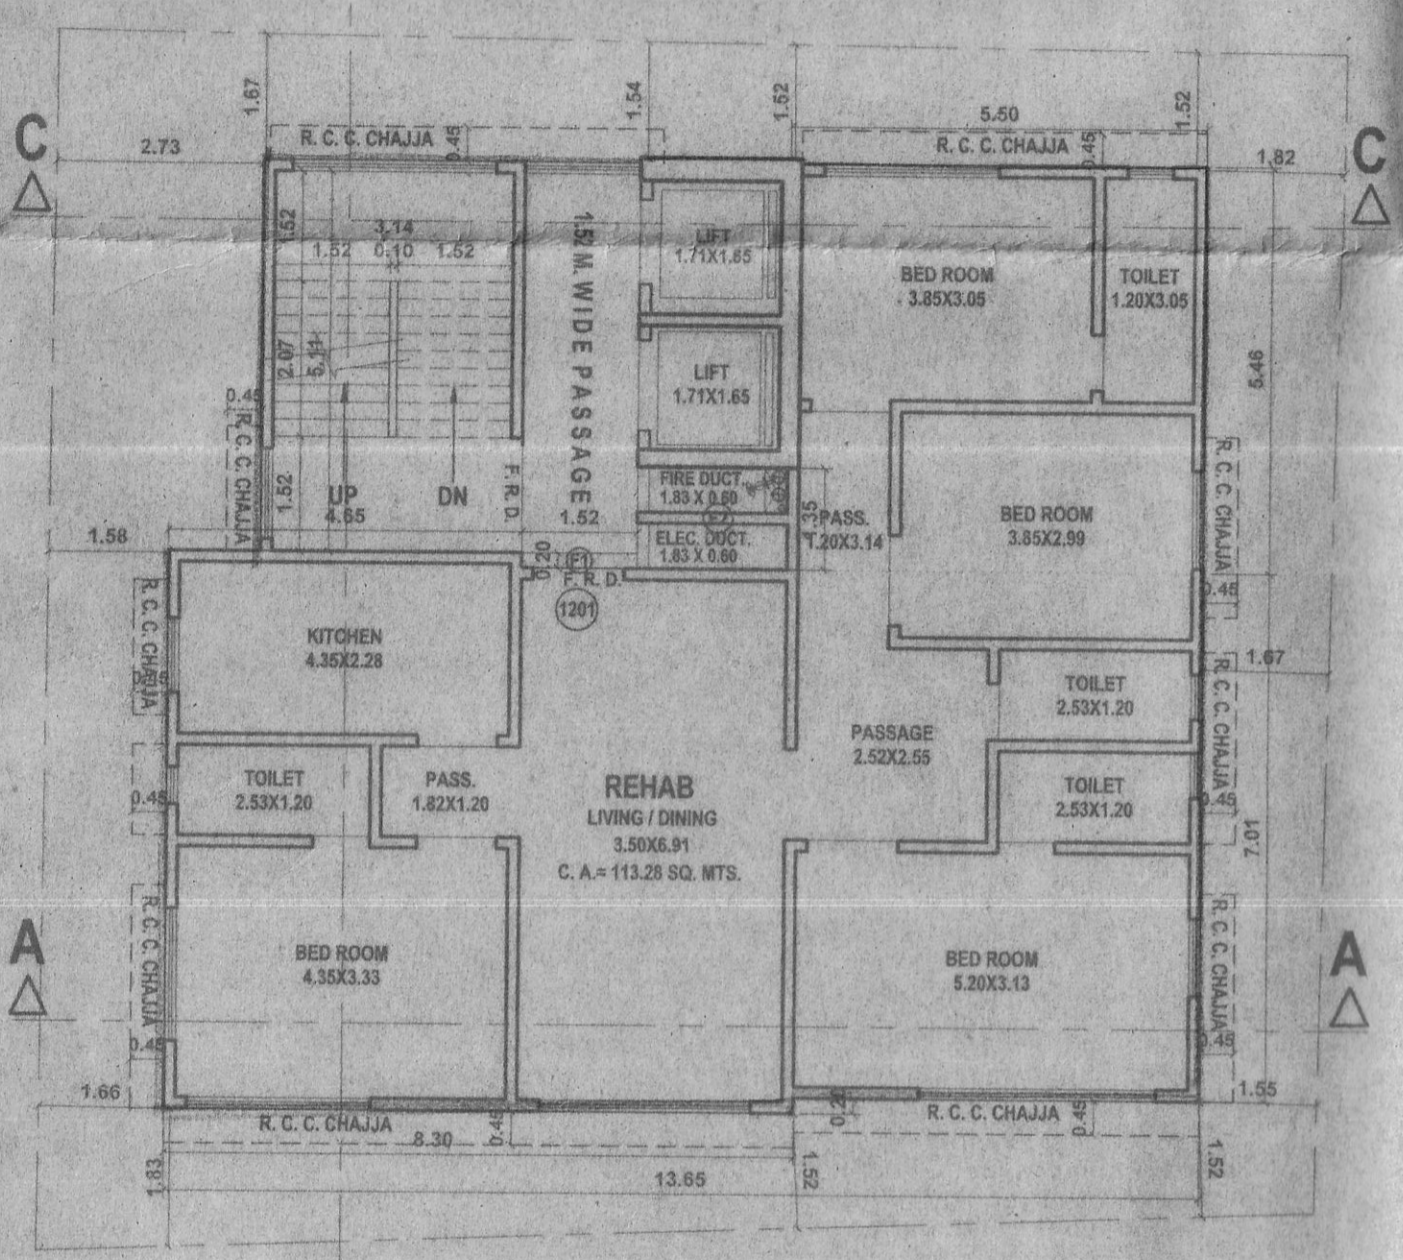 1.67
1.54
1.52
5.50
1.52
C
2.73
R. C. C. CHAJJA
0.45
R. C. C. CHAJJA
0.45
1.82
C
1.52
3.14
1.52 0.10 1.52
1.52 M. WIDE PASSAGE
LIFT
1.71X1.65
BED ROOM
3.85X3.05
TOILET
1.20X3.05
2.07
5.11
LIFT
1.71X1.65
5.46
0.45
R. C. C. CHAJJA
1.52
UP
4.65
DN
F. R. D.
1.52
FIRE DUCT.
1.83 X 0.60
ELEC. DUCT.
1.83 X 0.60
PASS.
1.20X3.14
BED ROOM
3.85X2.99
R. C. C. CHAJJA
0.45
1.58
0.20
F. R. D.
1201
R. C. C. CHAJJA
KITCHEN
4.35X2.28
1.67
TOILET
2.53X1.20
R. C. C. CHAJJA
0.45
PASSAGE
2.52X2.55
TOILET
2.53X1.20
0.45
TOILET
2.53X1.20
PASS.
1.82X1.20
REHAB
LIVING / DINING
3.50X6.91
C. A.= 113.28 SQ. MTS.
7.01
A
R. C. C. CHAJJA
0.45
BED ROOM
4.35X3.33
BED ROOM
5.20X3.13
R. C. C. CHAJJA
0.45
A
1.66
1.55
R. C. C. CHAJJA
0.45
8.30
R. C. C. CHAJJA
0.45
1.83
13.65
1.52
1.52